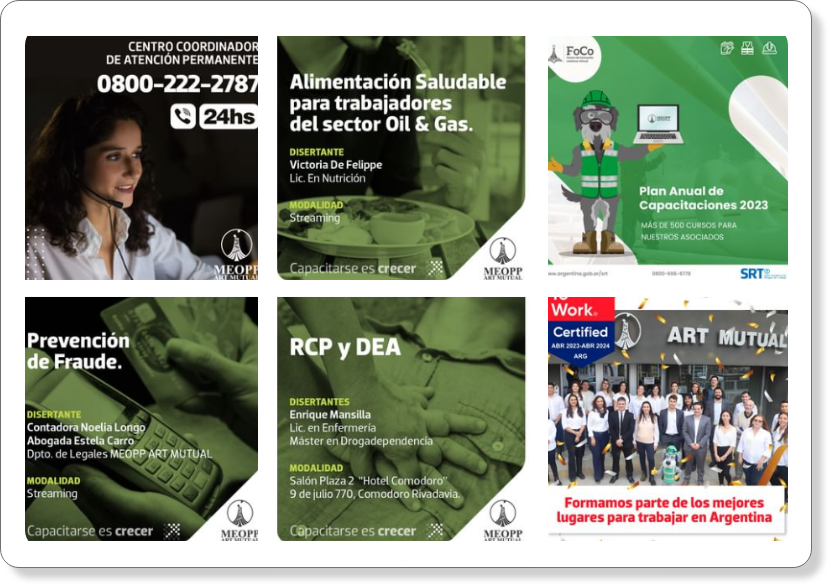 CENTRO COORDINADOR
DE ATENCIÓN PERMANENTE
0800-222-2787
24hs
MEOPP
ART MUTUAL
Alimentación Saludable
para trabajadores
del sector Oil & Gas.
DISERTANTE
Victoria De Felippe
Lic. En Nutrición
MODALIDAD
Streaming
Capacitarse es crecer
MEOPP
ART MUTUAL
FoCo
Plan Anual de
Capacitaciones 2023
MÁS DE 500 CURSOS PARA
NUESTROS ASOCIADOS
ww.argentina.gob.ar/srt
0800-666-6778
SRT
Prevención
de Fraude.
DISERTANTE
Contadora Noelia Longo
Abogada Estela Carro
Dpto. de Legales MEOPP ART MUTUAL
MODALIDAD
Streaming
Capacitarse es crecer
MEOPP
ART MUTUAL
RCP y DEA
DISERTANTES
Enrique Mansilla
Lic. en Enfermería
Máster en Drogadependencia
MODALIDAD
Salón Plaza 2 "Hotel Comodoro"
9 de julio 770, Comodoro Rivadavia.
Capacitarse es crecer
MEOPP
ART MUTUAL
Work.
Certified
ABR 2023-ABR 2024
ARG
ART MUTUAL
Formamos parte de los mejores
lugares para trabajar en Argentina